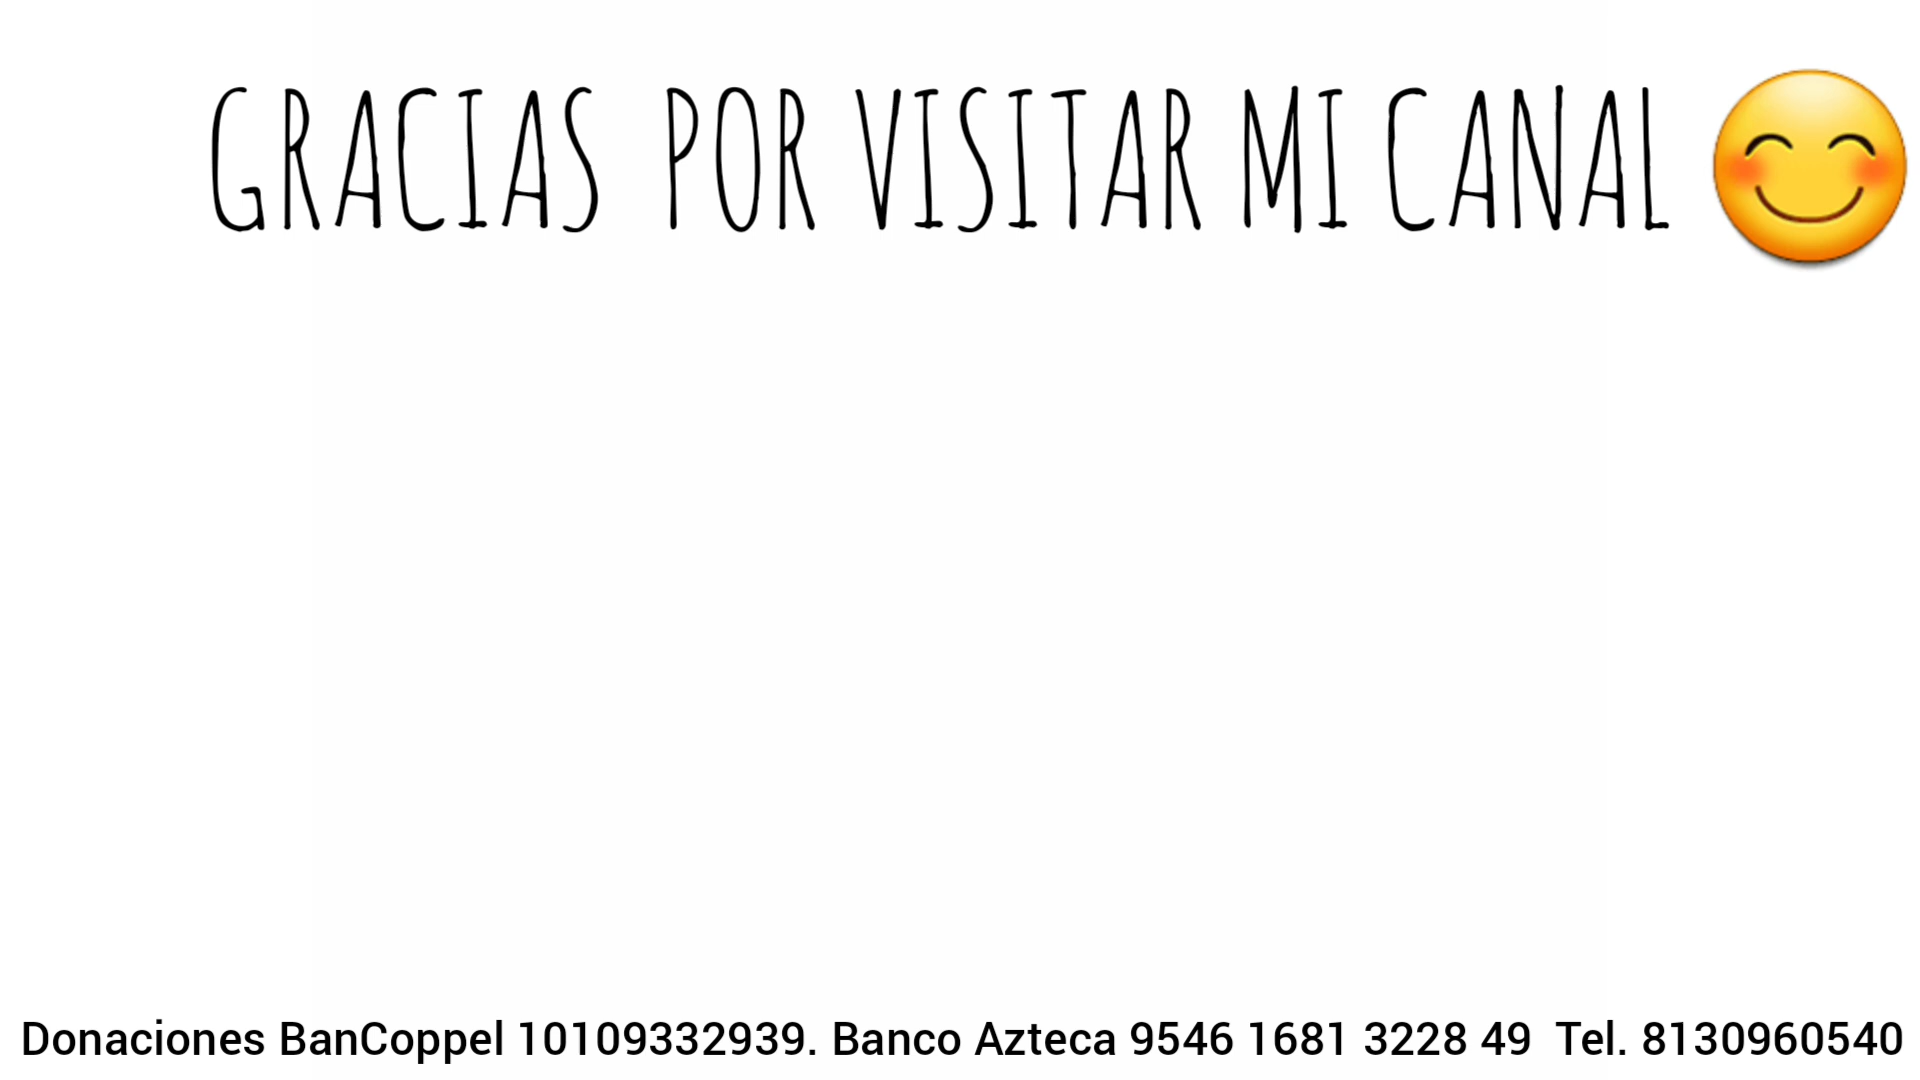 GRACIAS POR VISITAR MI CANAL 😊
Donaciones BanCoppel 10109332939. Banco Azteca 9546 1681 3228 49 Tel. 8130960540